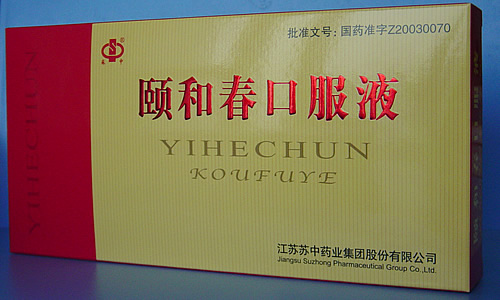 批准文号：国药准字Z20030070
颐和春口服液
YIHECHUN
KOUFUYE
江苏苏中药业集团股份有限公司
Jiangsu Suzhong Pharmaceutical Group Co.,Ltd.
YIHECHUN